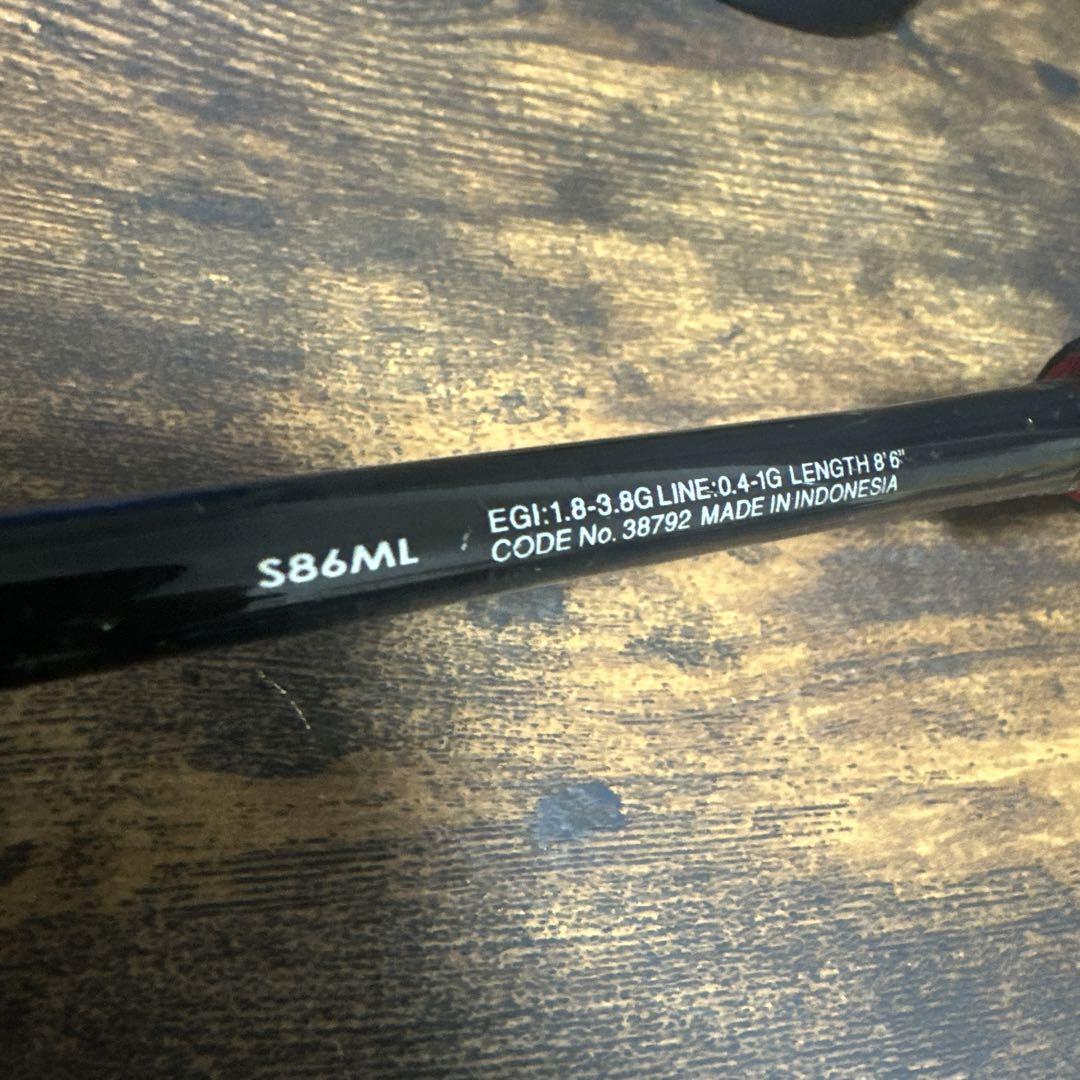 S86ML
EGI:1.8-3.8G LINE:0.4-1G LENGTH 8'6"
CODE No. 38792 MADE IN INDONESIA